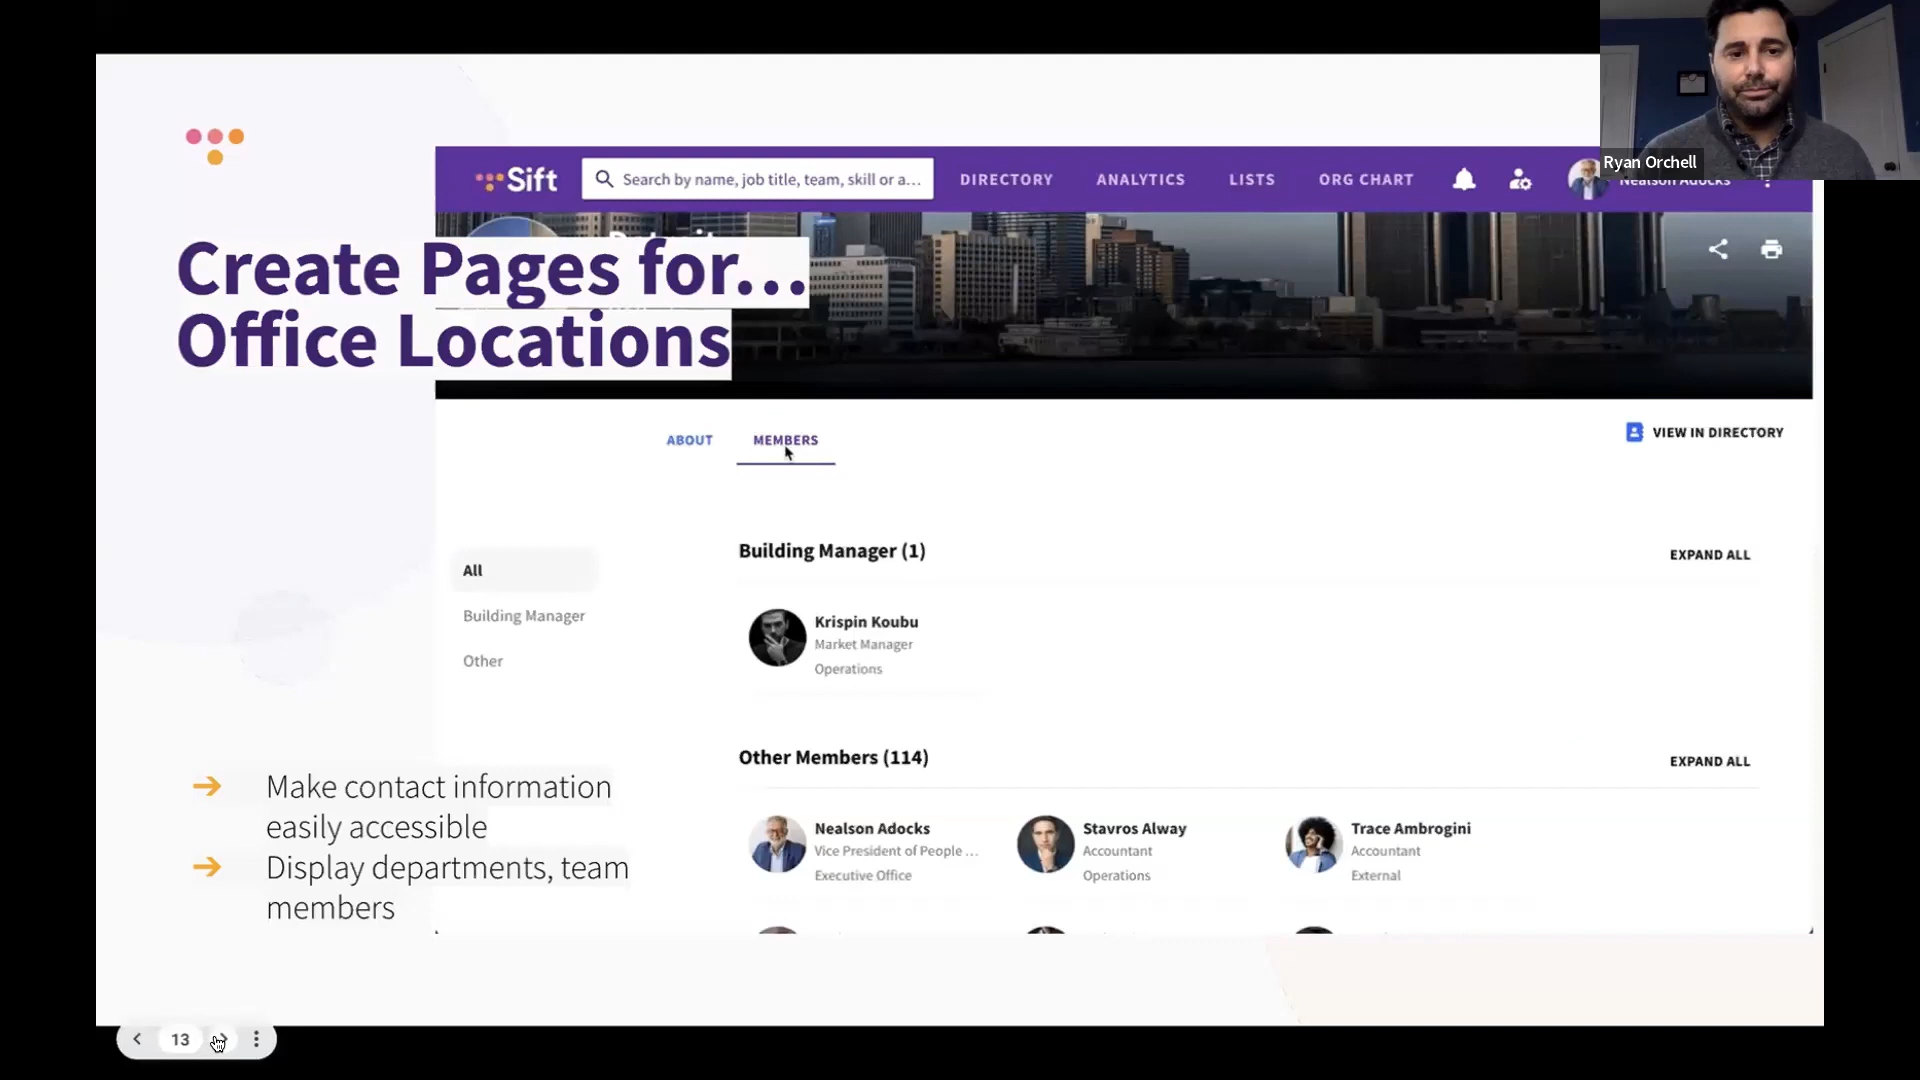 Ryan Orchell
Sift
Search by name, job title, team, skill or a...
DIRECTORY
ANALYTICS
LISTS
ORG CHART
Nealson Adocks
Create Pages for...
Office Locations
ABOUT
MEMBERS
VIEW IN DIRECTORY
All
Building Manager
Other
Building Manager (1)
EXPAND ALL
Krispin Koubu
Market Manager
Operations
Other Members (114)
EXPAND ALL
Nealson Adocks
Vice President of People ...
Executive Office
Stavros Alway
Accountant
Operations
Trace Ambrogini
Accountant
External
Make contact information
easily accessible
Display departments, team
members
13